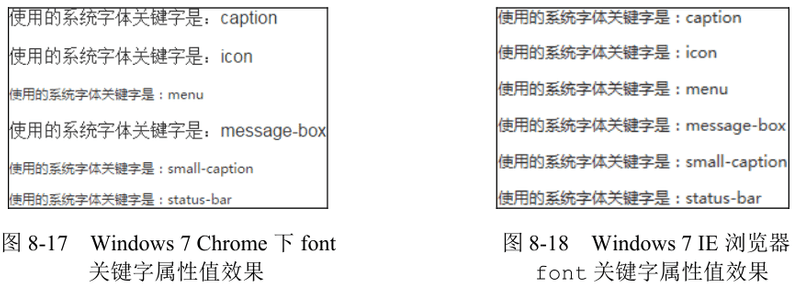 使用的系统字体关键字是：caption
使用的系统字体关键字是：icon
使用的系统字体关键字是：menu
使用的系统字体关键字是：message-box
使用的系统字体关键字是：small-caption
使用的系统字体关键字是：status-bar
图 8-17 Windows 7 Chrome 下 font
关键字属性值效果
使用的系统字体关键字是：caption
使用的系统字体关键字是：icon
使用的系统字体关键字是：menu
使用的系统字体关键字是：message-box
使用的系统字体关键字是：small-caption
使用的系统字体关键字是：status-bar
图 8-18 Windows 7 IE 浏览器
font 关键字属性值效果